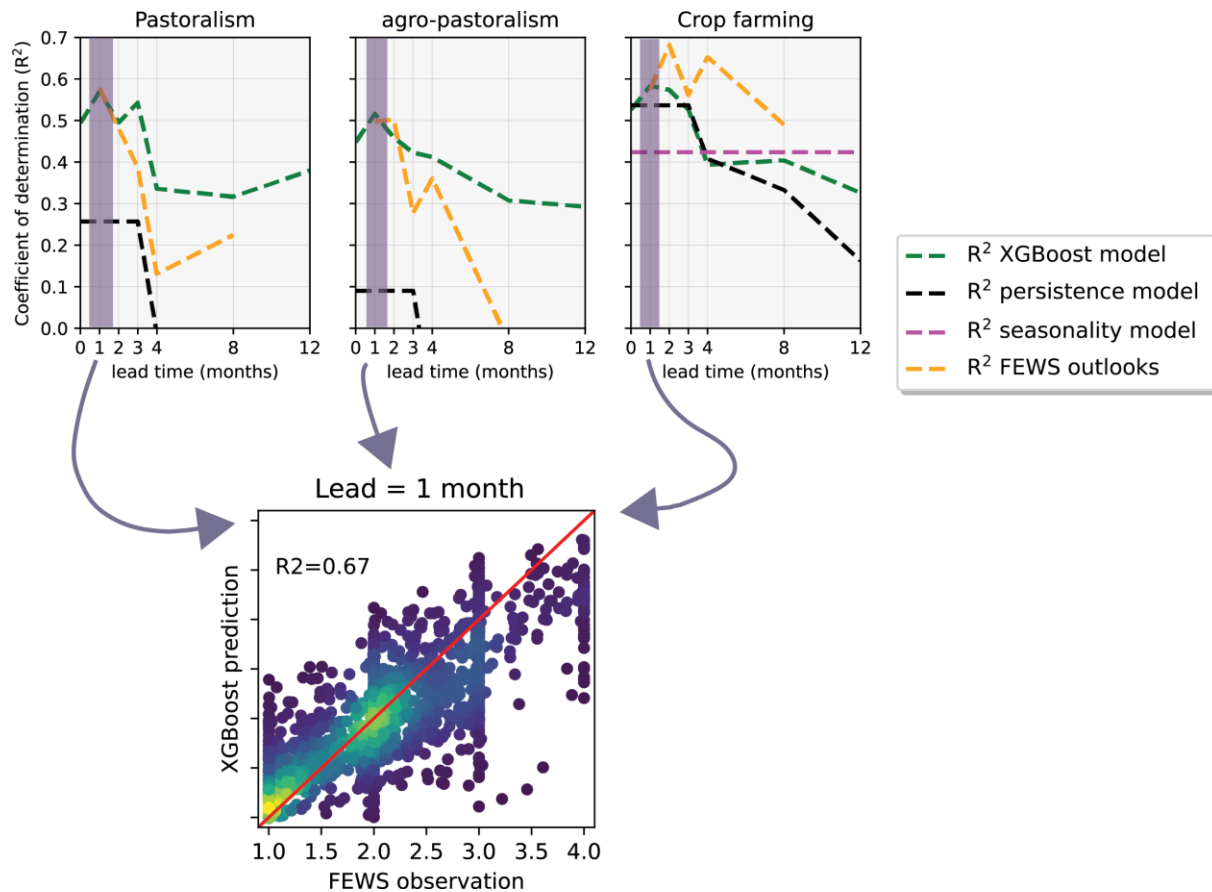 Pastoralism
agro-pastoralism
Crop farming
Coefficient of determination (R²)
0.7
0.6
0.5
0.4
0.3
0.2
0.1
0.0
0 1 2 3 4 8 12
0 1 2 3 4 8 12
0 1 2 3 4 8 12
lead time (months)
lead time (months)
lead time (months)
R² XGBoost model
R² persistence model
R² seasonality model
R² FEWS outlooks
Lead = 1 month
R2=0.67
XGBoost prediction
1.0 1.5 2.0 2.5 3.0 3.5 4.0
FEWS observation